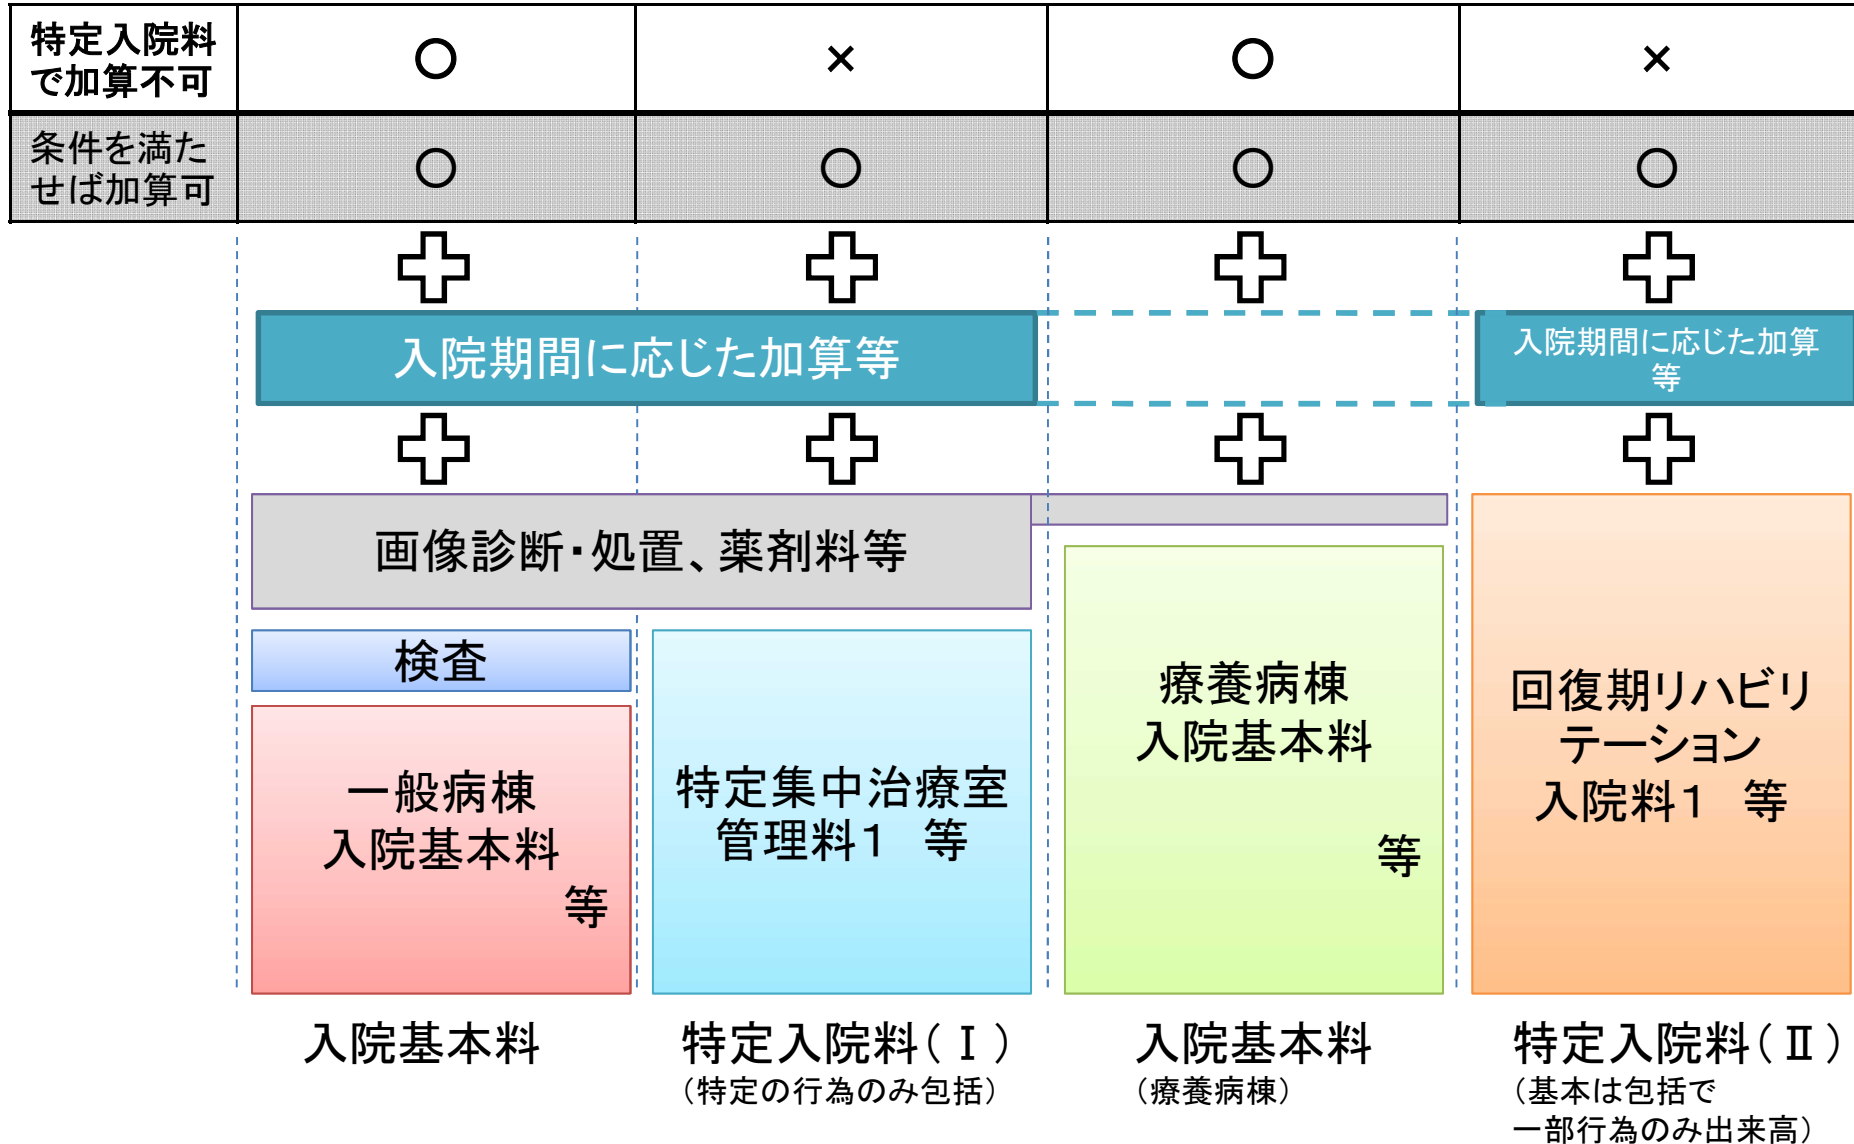 特定入院料
で加算不可
○ × ○ ×
条件を満た
せば加算可
○ ○ ○ ○
入院期間に応じた加算等
入院期間に応じた加算
等
画像診断・処置、薬剤料等
検査
一般病棟
入院基本料
等
特定集中治療室
管理料1 等
療養病棟
入院基本料
等
回復期リハビリ
テーション
入院料1 等
入院基本料
特定入院料(Ⅰ)
(特定の行為のみ包括)
入院基本料
(療養病棟)
特定入院料(Ⅱ)
(基本は包括で
一部行為のみ出来高)